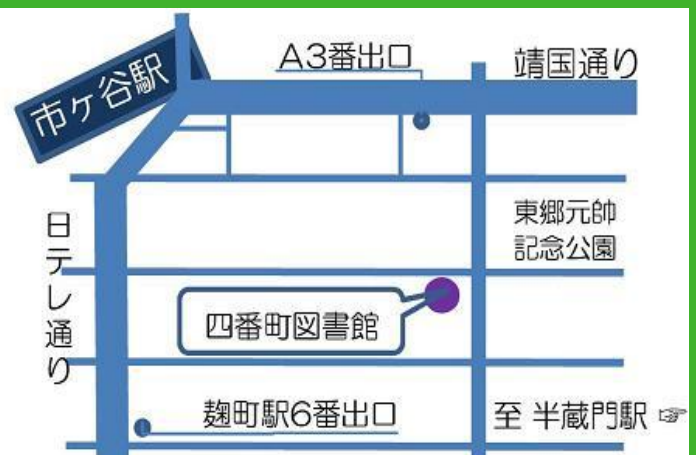 市ヶ谷駅
A3番出口
靖国通り
日テレ通り
東郷元帥
記念公園
四番町図書館
麹町駅6番出口
至 半蔵門駅 ☞